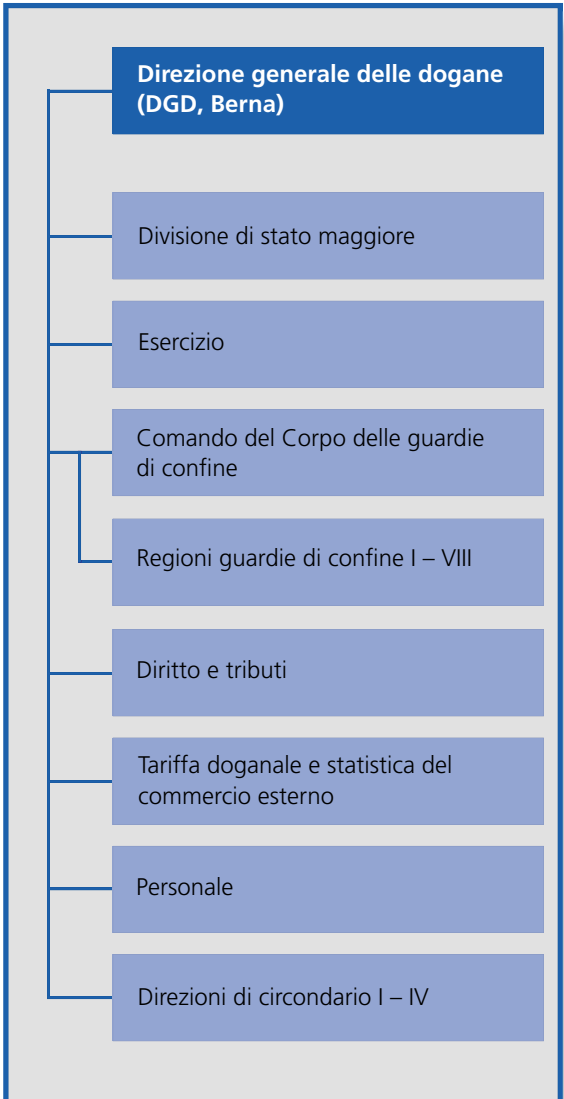 Direzione generale delle dogane
(DGD, Berna)
Divisione di stato maggiore
Esercizio
Comando del Corpo delle guardie
di confine
Regioni guardie di confine I – VIII
Diritto e tributi
Tariffa doganale e statistica del
commercio esterno
Personale
Direzioni di circondario I – IV